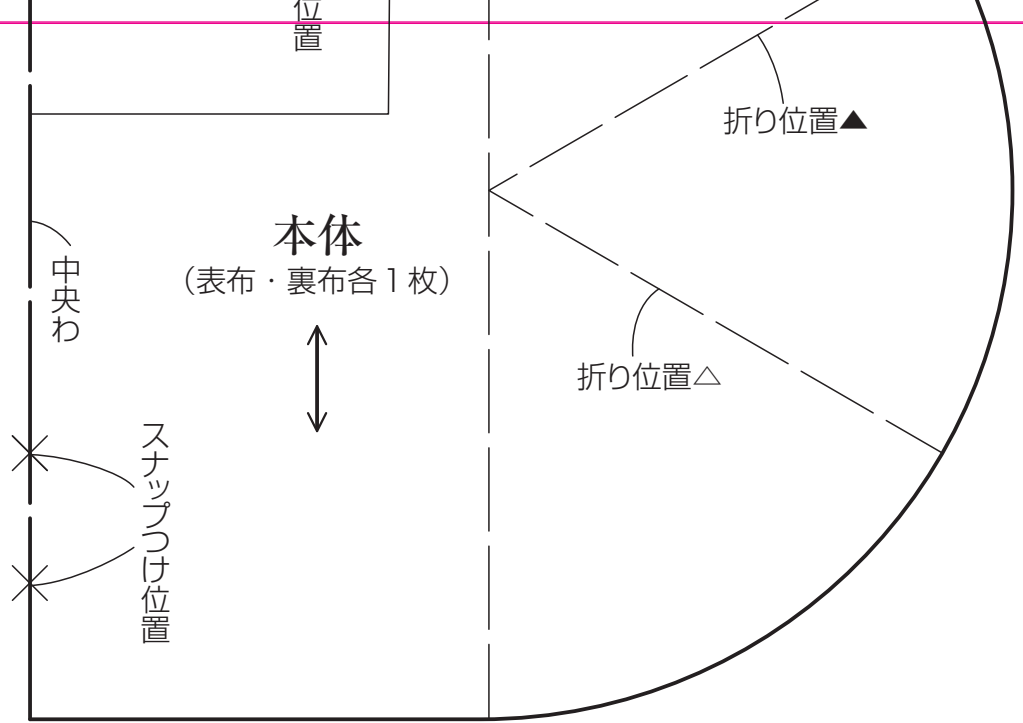 位置
折り位置▲
本体
（表布・裏布各１枚）
中央わ
折り位置△
スナップつけ位置